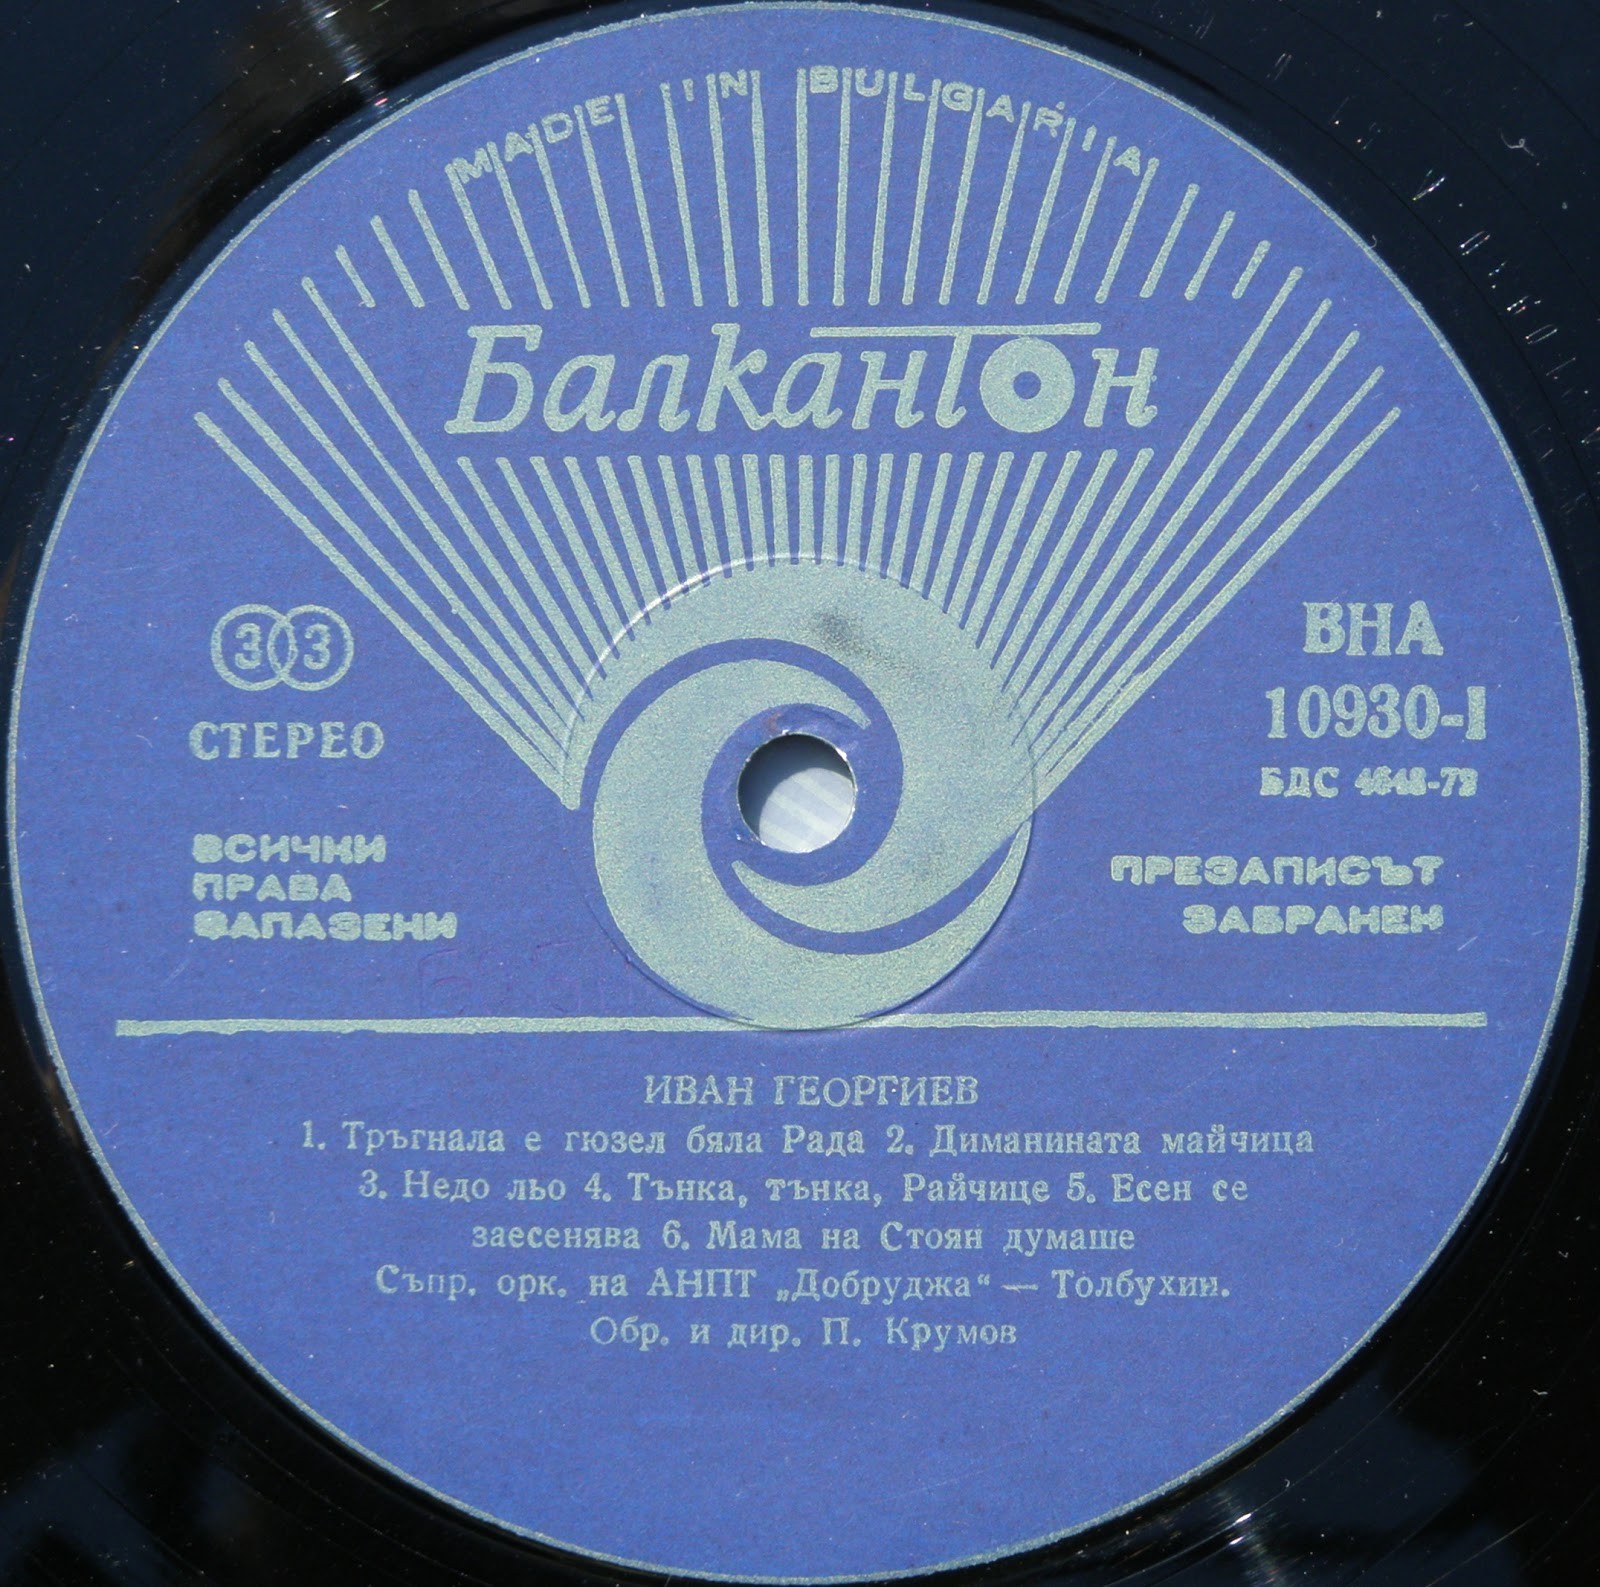 MADE IN BULGARIA
Балкантон
33
СТЕРЕО
ВСИЧКИ
ПРАВА
ЗАПАЗЕНИ
ВНА
10930-I
БДС
ПРЕЗАПИСЪТ
ЗАБРАНЕН
ИВАН ГЕОРГИЕВ
1. Тръгнала е гюзел бяла Рада 2. Диманината майчица
3. Недо льо 4. Тънка, тънка, Райчице 5. Есен се
заесенява 6. Мама на Стоян думаше
Съпр. орк. на АНПТ „Добруджа“ — Толбухин.
Обр. и дир. П. Крумов